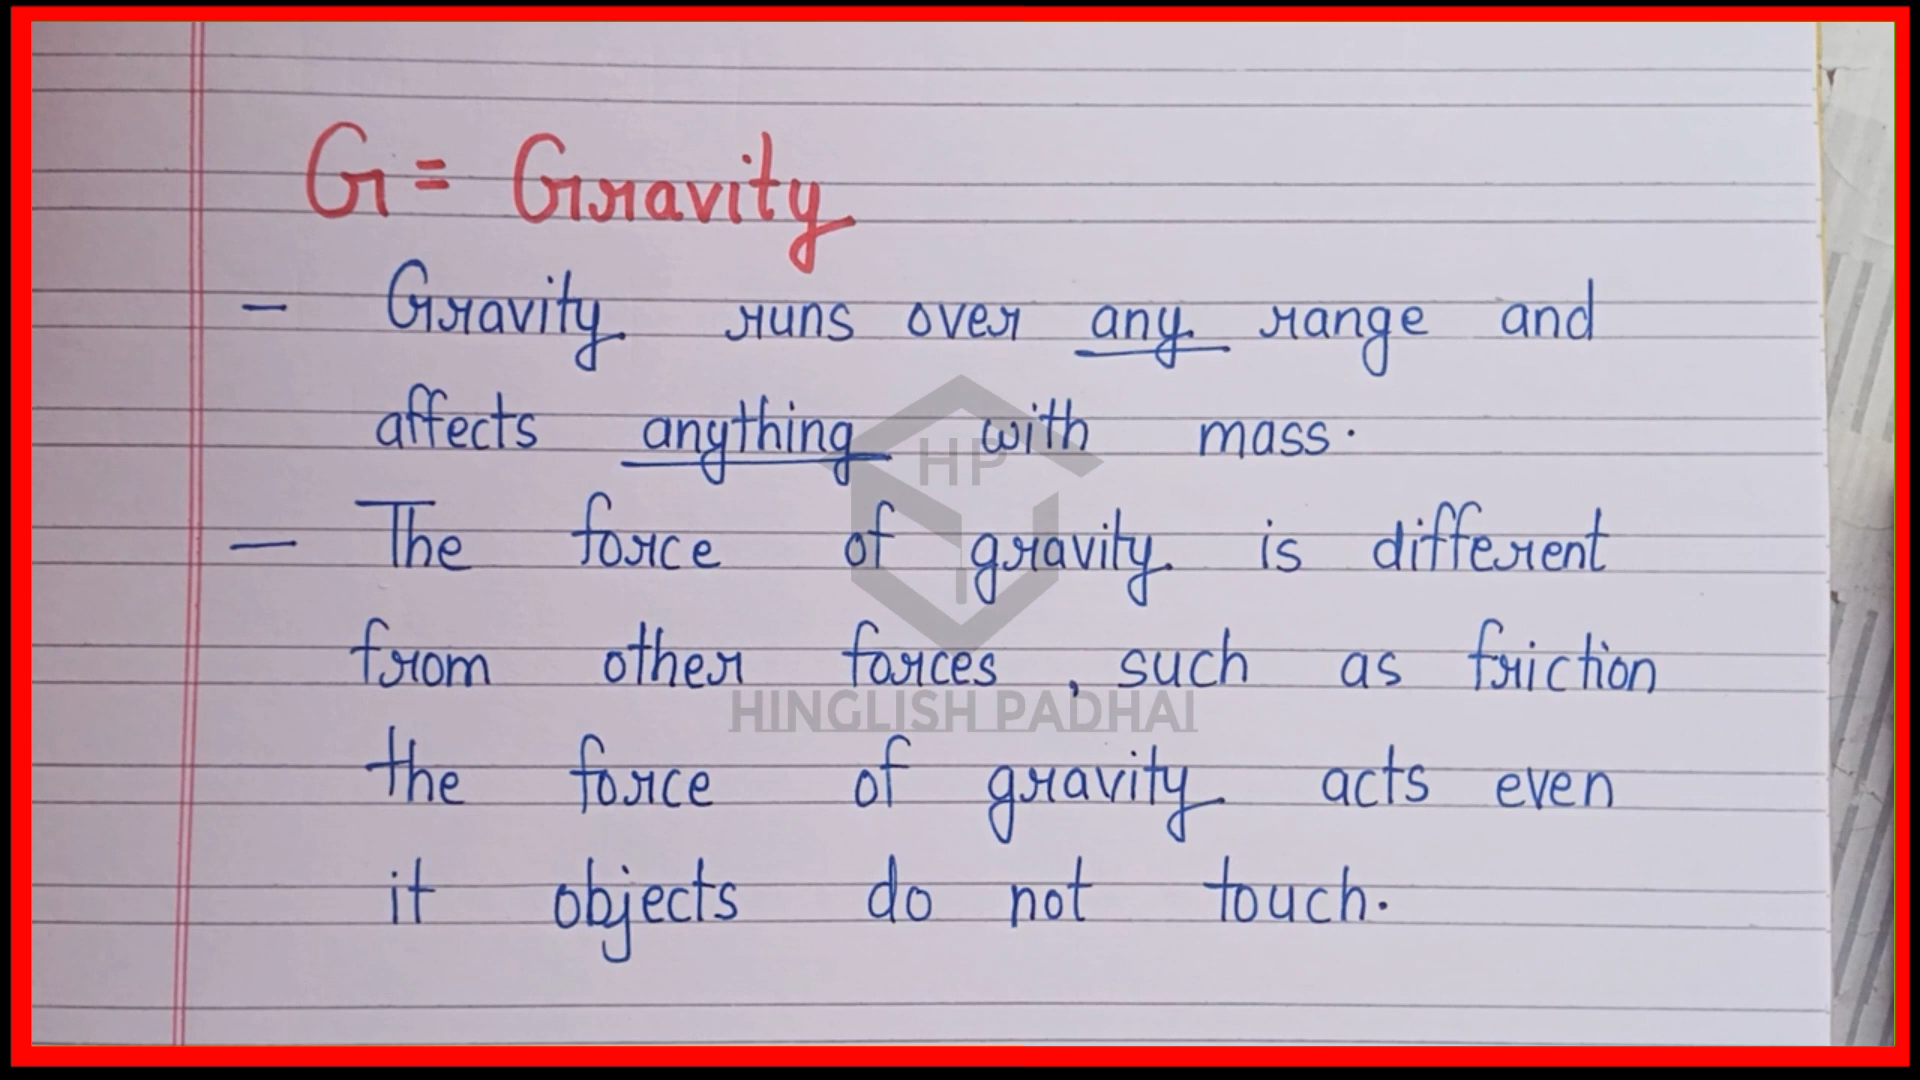 G = Gravity
- Gravity runs over any range and
affects anything with mass.
- The force of gravity is different
from other forces, such as friction
the force of gravity acts even
if objects do not touch.
HP
HINGLISH PADHAI